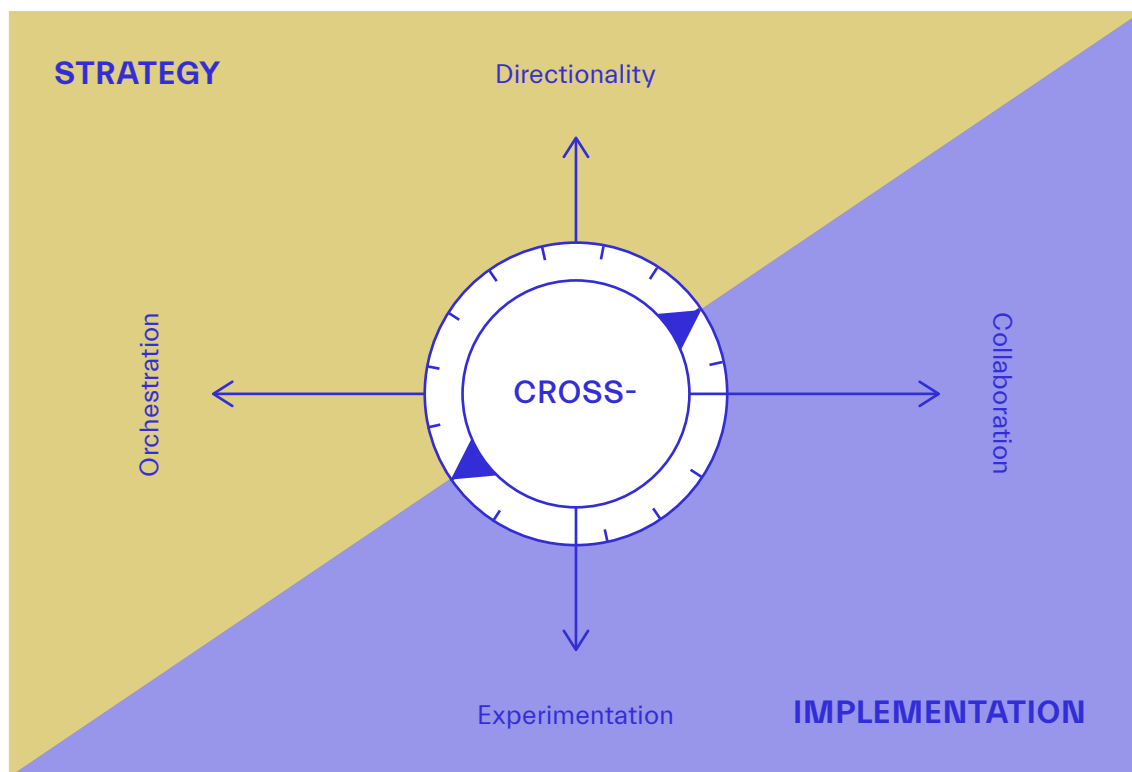 STRATEGY
Directionality
Orchestration
CROSS-
Collaboration
Experimentation
IMPLEMENTATION